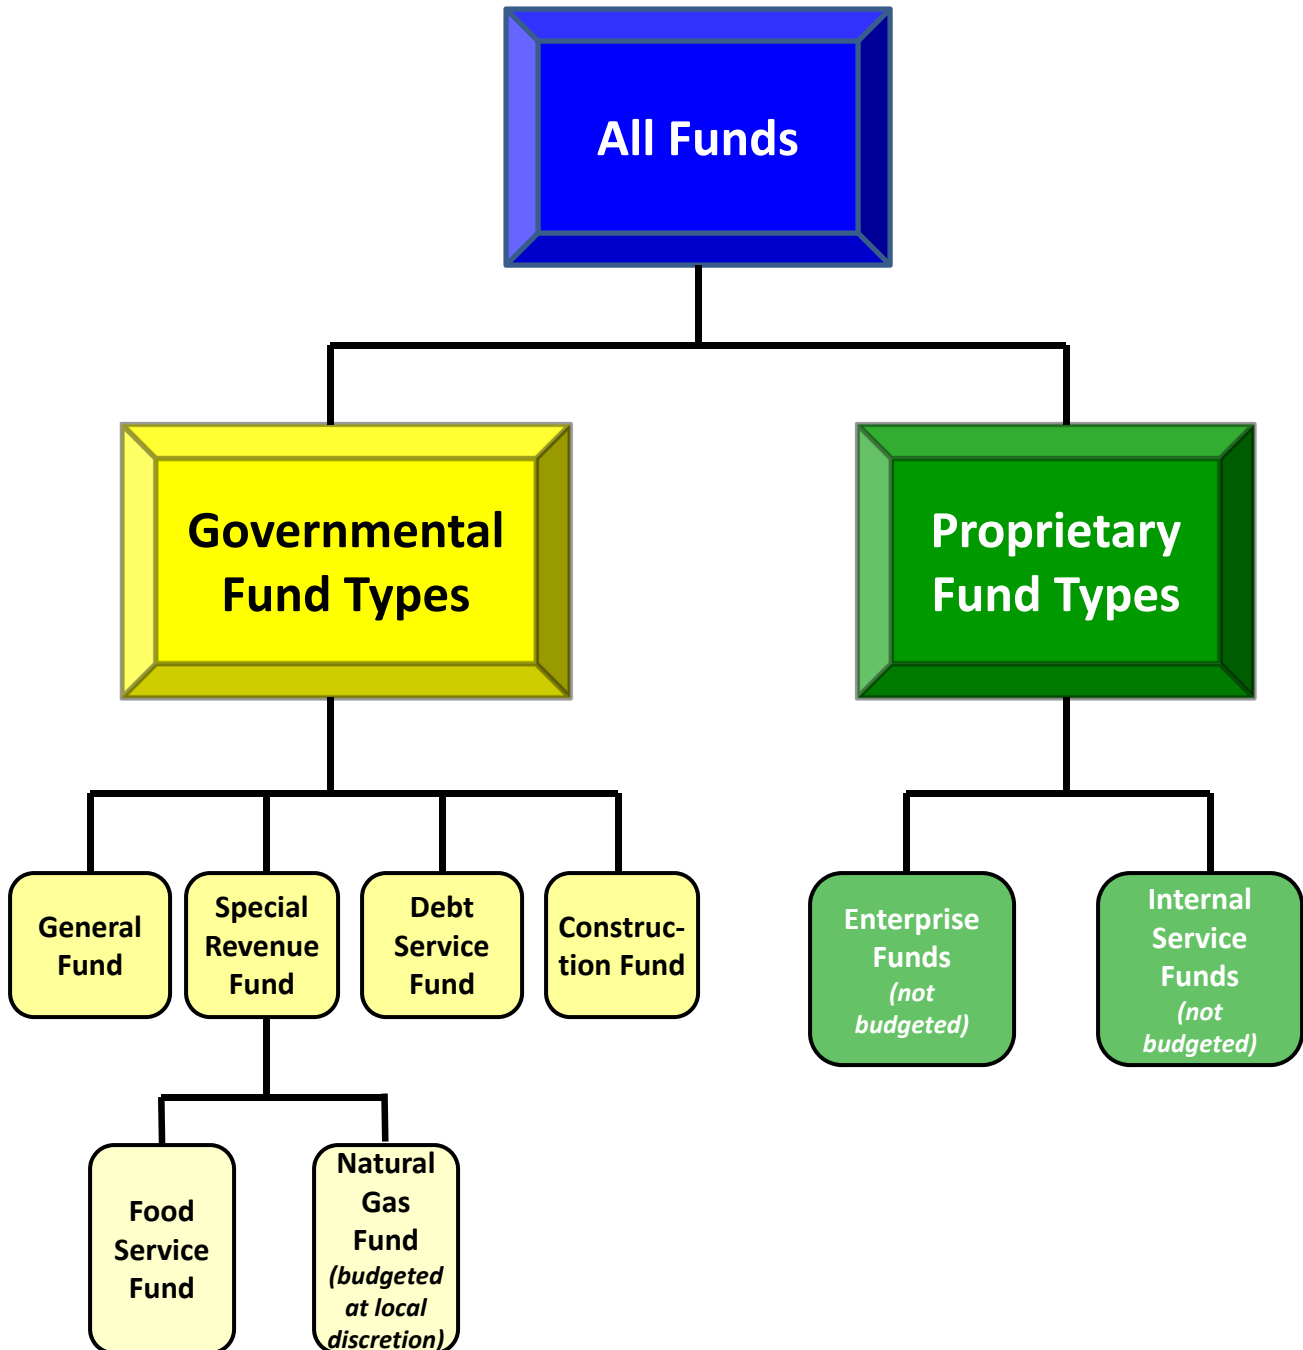 All Funds
Governmental
Fund Types
Proprietary
Fund Types
General
Fund
Special
Revenue
Fund
Debt
Service
Fund
Construc-
tion Fund
Enterprise
Funds
(not
budgeted)
Internal
Service
Funds
(not
budgeted)
Food
Service
Fund
Natural
Gas
Fund
(budgeted
at local
discretion)